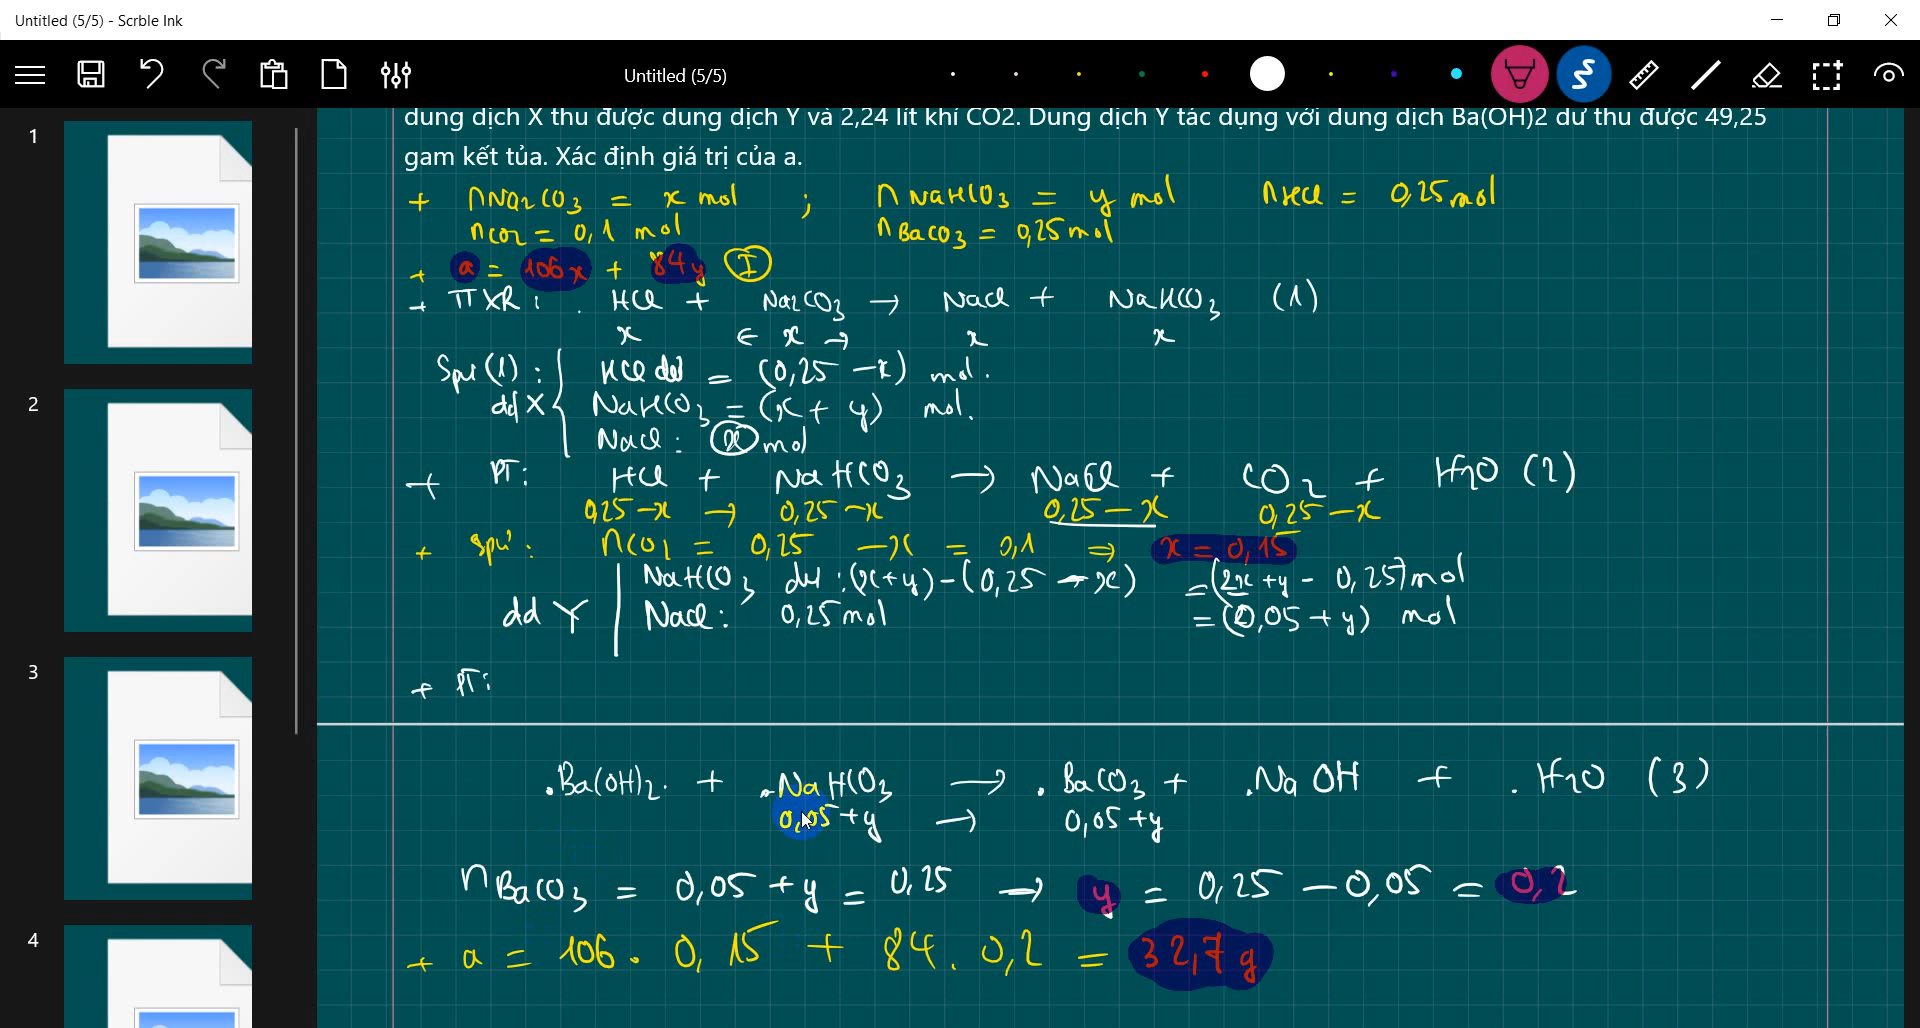 Untitled (5/5) - Scrble Ink
Untitled (5/5)
1
2
3
4
dung dịch X thu được dung dịch Y và 2,24 lít khí CO2. Dung dịch Y tác dụng với dung dịch Ba(OH)2 dư thu được 49,25
gam kết tủa. Xác định giá trị của a.
+ nNa2CO3 = x mol ; nNaHCO3 = y mol nHCl = 0,25 mol
nCO2 = 0,1 mol nBaCO3 = 0,25 mol
+ a = 106x + 84y I
+ PTXR: HCl + Na2CO3 → NaCl + NaHCO3 (1)
x ← x → x x
Spư (1): HCl dư = (0,25 - x) mol.
dd X NaHCO3 = (x + y) mol.
NaCl: x mol
+ PT: HCl + NaHCO3 → NaCl + CO2 + H2O (2)
0,25-x → 0,25-x 0,25-x 0,25-x
+ Spư: nCO2 = 0,25 - x = 0,1 ⇒ x = 0,15
NaHCO3 dư: (x+y) - (0,25 - x) = (2x + y - 0,25) mol
dd Y NaCl: 0,25 mol = (0,05 + y) mol
+ PT:
Ba(OH)2 + NaHCO3 → BaCO3 + NaOH + H2O (3)
0,05 + y → 0,05 + y
nBaCO3 = 0,05 + y = 0,25 → y = 0,25 - 0,05 = 0,2
+ a = 106 . 0,15 + 84 . 0,2 = 32,7 g